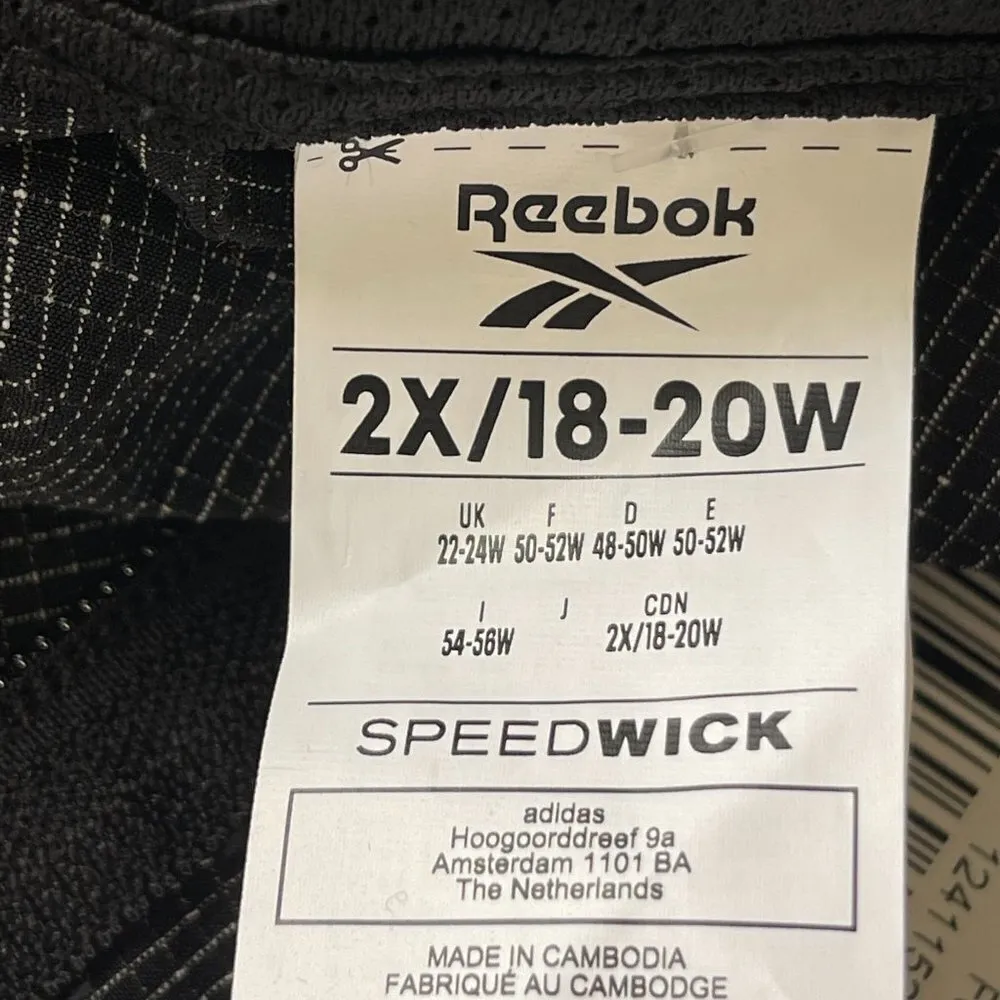 Reebok
2X/18-20W
UK F D E
22-24W 50-52W 48-50W 50-52W
I J CDN
54-56W 2X/18-20W
SPEEDWICK
adidas
Hoogoorddreef 9a
Amsterdam 1101 BA
The Netherlands
MADE IN CAMBODIA
FABRIQUÉ AU CAMBODGE